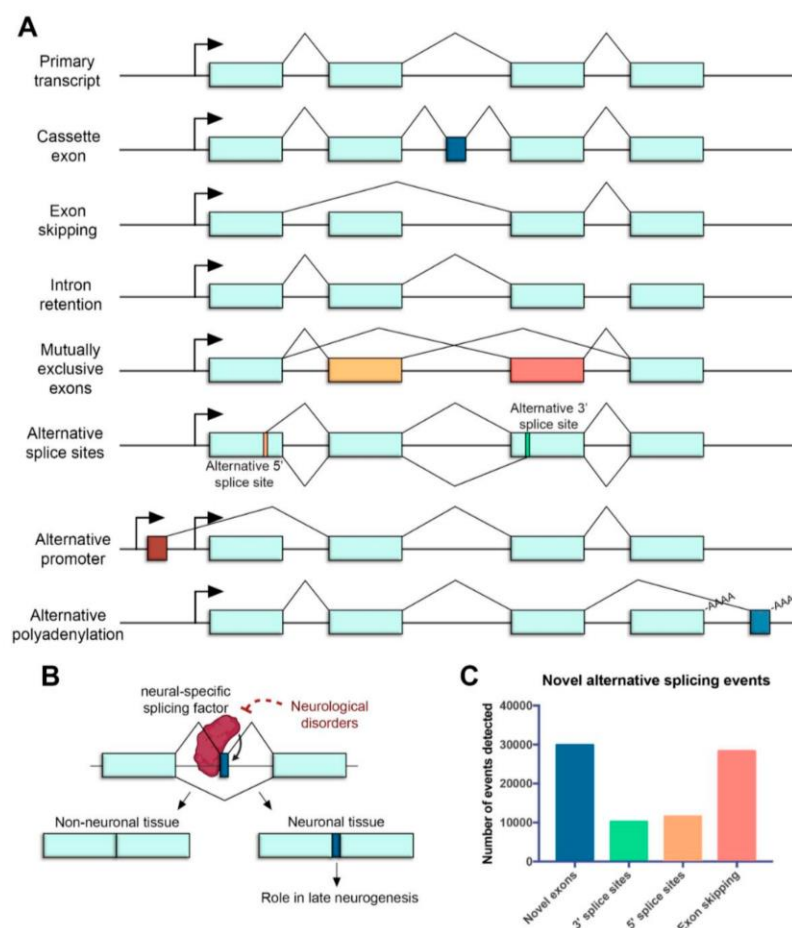 A
Primary
transcript
Cassette
exon
Exon
skipping
Intron
retention
Mutually
exclusive
exons
Alternative
splice sites
Alternative 3'
splice site
Alternative 5'
splice site
Alternative
promoter
Alternative
polyadenylation
-AAAA
-AAA
B
neural-specific
splicing factor
Neurological
disorders
Non-neuronal tissue
Neuronal tissue
Role in late neurogenesis
C
Novel alternative splicing events
Number of events detected
40000
30000
20000
10000
0
Novel exons
3' splice sites
5' splice sites
Exon skipping